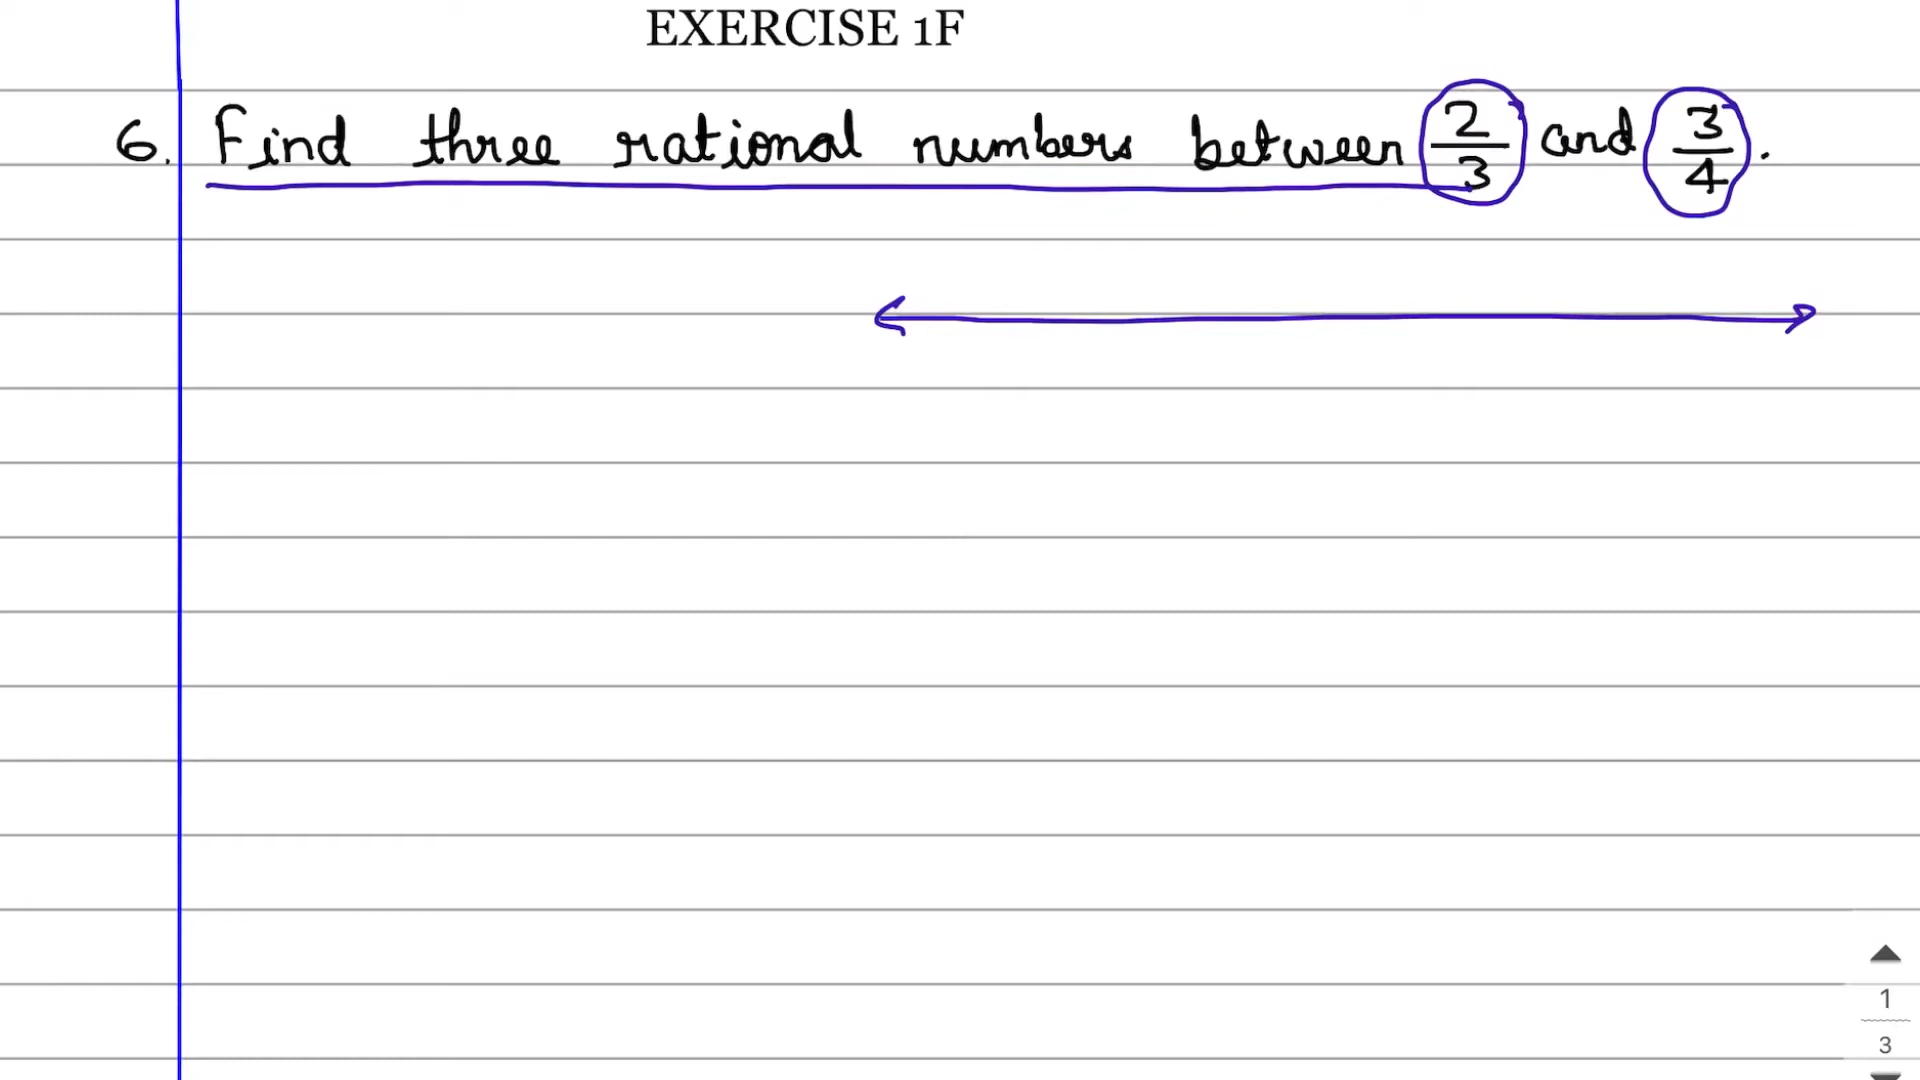 EXERCISE 1F
6. Find three rational numbers between 2/3 and 3/4.
1
3